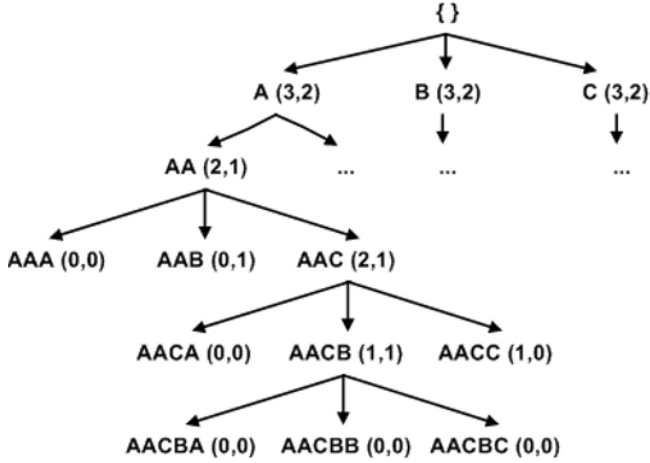 { }
A (3,2) B (3,2) C (3,2)
AA (2,1) ... ... ...
AAA (0,0) AAB (0,1) AAC (2,1)
AACA (0,0) AACB (1,1) AACC (1,0)
AACBA (0,0) AACBB (0,0) AACBC (0,0)